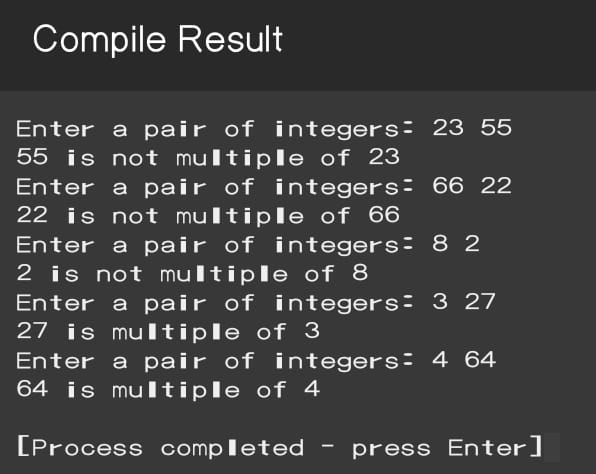 Compile Result
Enter a pair of integers: 23 55
55 is not multiple of 23
Enter a pair of integers: 66 22
22 is not multiple of 66
Enter a pair of integers: 8 2
2 is not multiple of 8
Enter a pair of integers: 3 27
27 is multiple of 3
Enter a pair of integers: 4 64
64 is multiple of 4
[Process completed - press Enter]